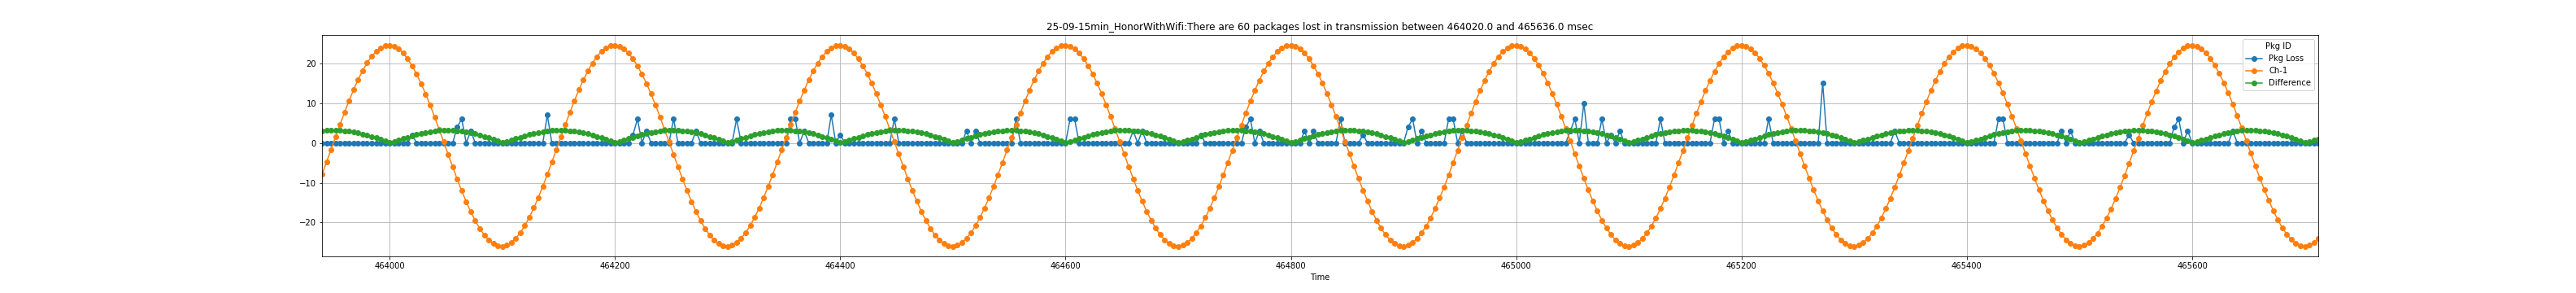 25-09-15min_HonorWithWifi:There are 60 packages lost in transmission between 464020.0 and 465636.0 msec
Pkg ID
Pkg Loss
Ch-1
Difference
20
10
0
−10
−20
464000 464200 464400 464600 464800 465000 465200 465400 465600
Time